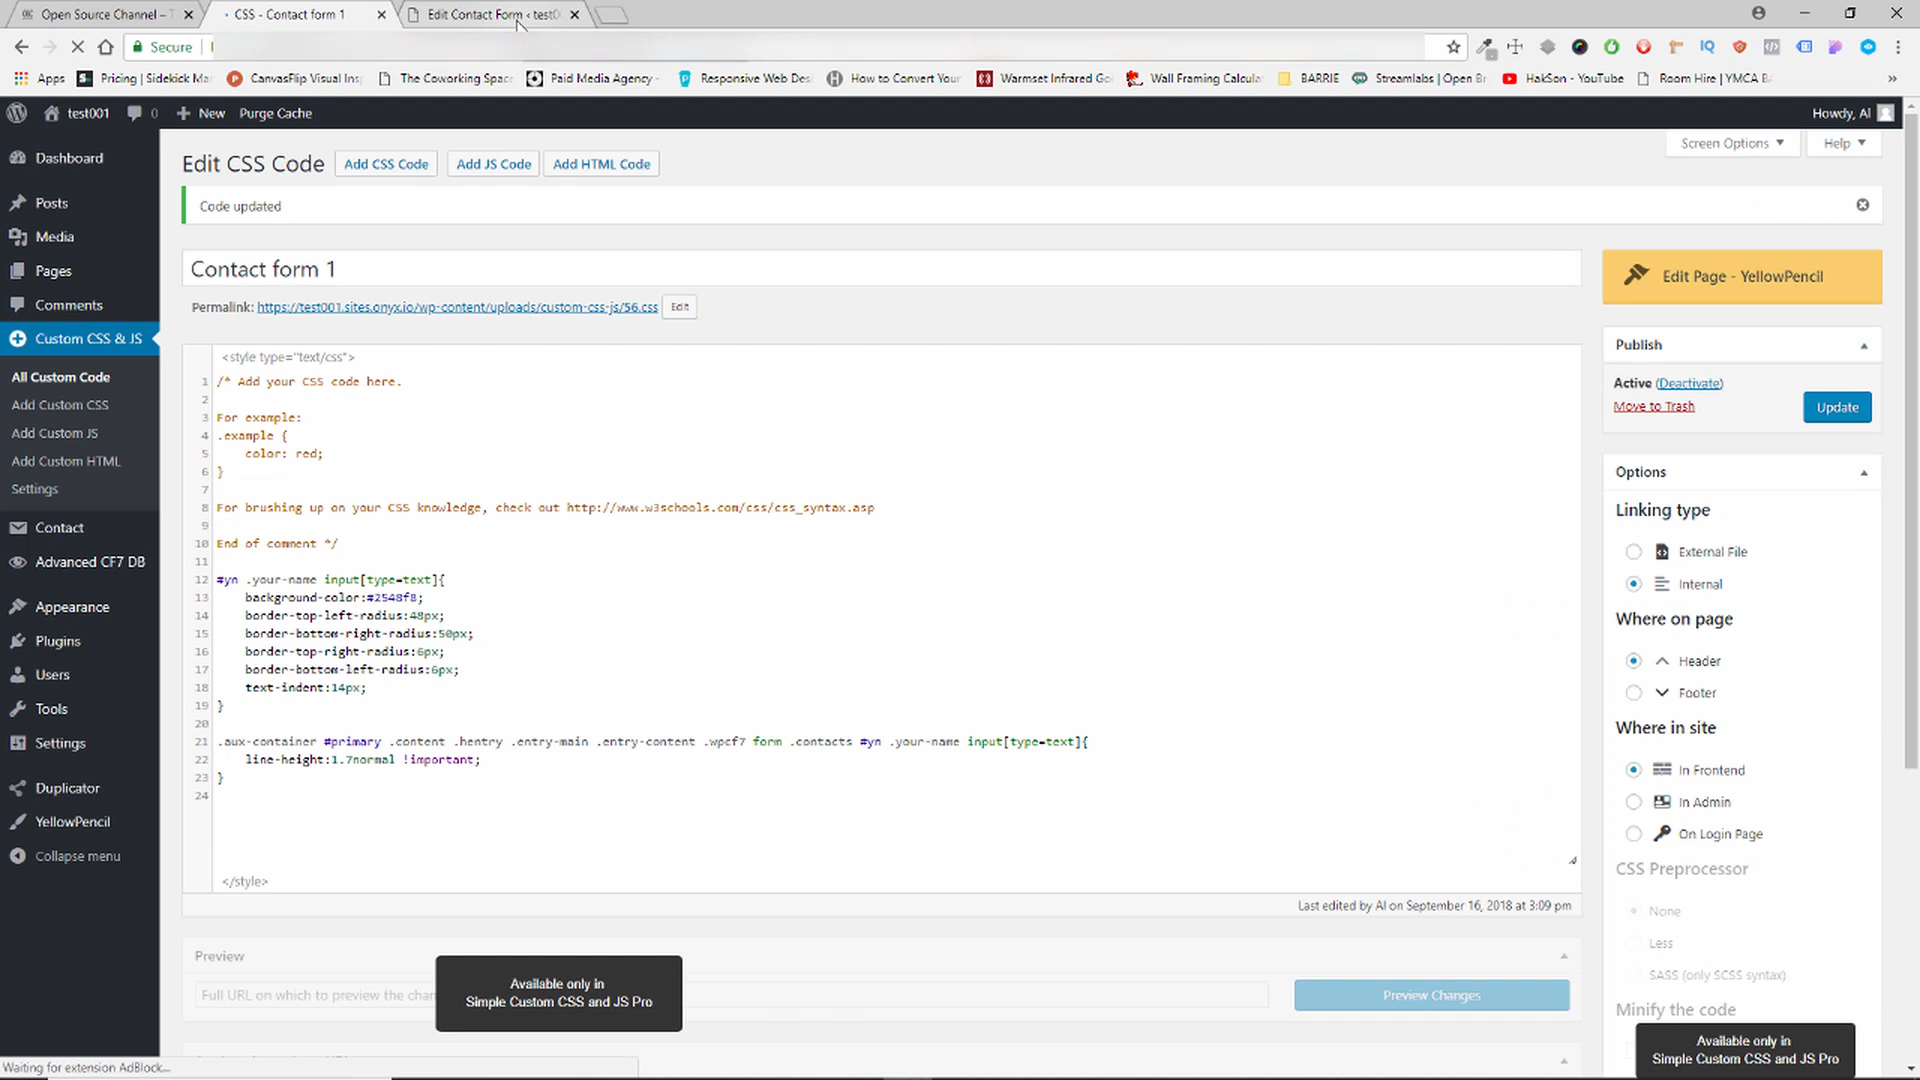 Open Source Channel – T
CSS - Contact form 1
Edit Contact Form ‹ test0
Secure
Apps
Pricing | Sidekick Mar
CanvasFlip Visual Ins
The Coworking Space
Paid Media Agency -
Responsive Web Des
How to Convert Your
Warmset Infrared Go
Wall Framing Calcula
BARRIE
Streamlabs | Open Br
HakSon - YouTube
Room Hire | YMCA
»
test001
0
New
Purge Cache
Howdy, Al
Dashboard
Posts
Media
Pages
Comments
Custom CSS & JS
All Custom Code
Add Custom CSS
Add Custom JS
Add Custom HTML
Settings
Contact
Advanced CF7 DB
Appearance
Plugins
Users
Tools
Settings
Duplicator
YellowPencil
Collapse menu
Screen Options
Help
Edit CSS Code
Add CSS Code
Add JS Code
Add HTML Code
Code updated
Contact form 1
Permalink: https://test001.sites.onyx.io/wp-content/uploads/custom-css-js/56.css
Edit
<style type="text/css">
1 /* Add your CSS code here.
2
3 For example:
4 .example {
5 color: red;
6 }
7
8 For brushing up on your CSS knowledge, check out http://www.w3schools.com/css/css_syntax.asp
9
10 End of comment */
11
12 #yn .your-name input[type=text]{
13 background-color:#2548f8;
14 border-top-left-radius:48px;
15 border-bottom-right-radius:50px;
16 border-top-right-radius:6px;
17 border-bottom-left-radius:6px;
18 text-indent:14px;
19 }
20
21 .aux-container #primary .content .hentry .entry-main .entry-content .wpcf7 form .contacts #yn .your-name input[type=text]{
22 line-height:1.7normal !important;
23 }
24
</style>
Last edited by Al on September 16, 2018 at 3:09 pm
Preview
Full URL on which to preview the chan
Available only in
Simple Custom CSS and JS Pro
Preview Changes
Edit Page - YellowPencil
Publish
Active (Deactivate)
Move to Trash
Update
Options
Linking type
External File
Internal
Where on page
Header
Footer
Where in site
In Frontend
In Admin
On Login Page
CSS Preprocessor
None
Less
SASS (only SCSS syntax)
Minify the code
Available only in
Simple Custom CSS and JS Pro
Waiting for extension AdBlock...